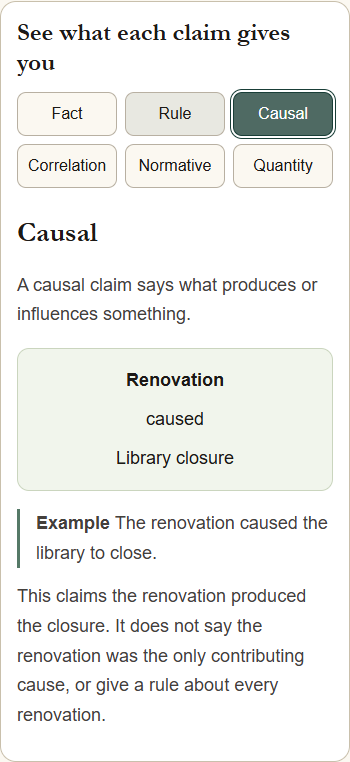 See what each claim gives
you
Fact
Rule
Causal
Correlation
Normative
Quantity
Causal
A causal claim says what produces or
influences something.
Renovation
caused
Library closure
Example The renovation caused the
library to close.
This claims the renovation produced
the closure. It does not say the
renovation was the only contributing
cause, or give a rule about every
renovation.